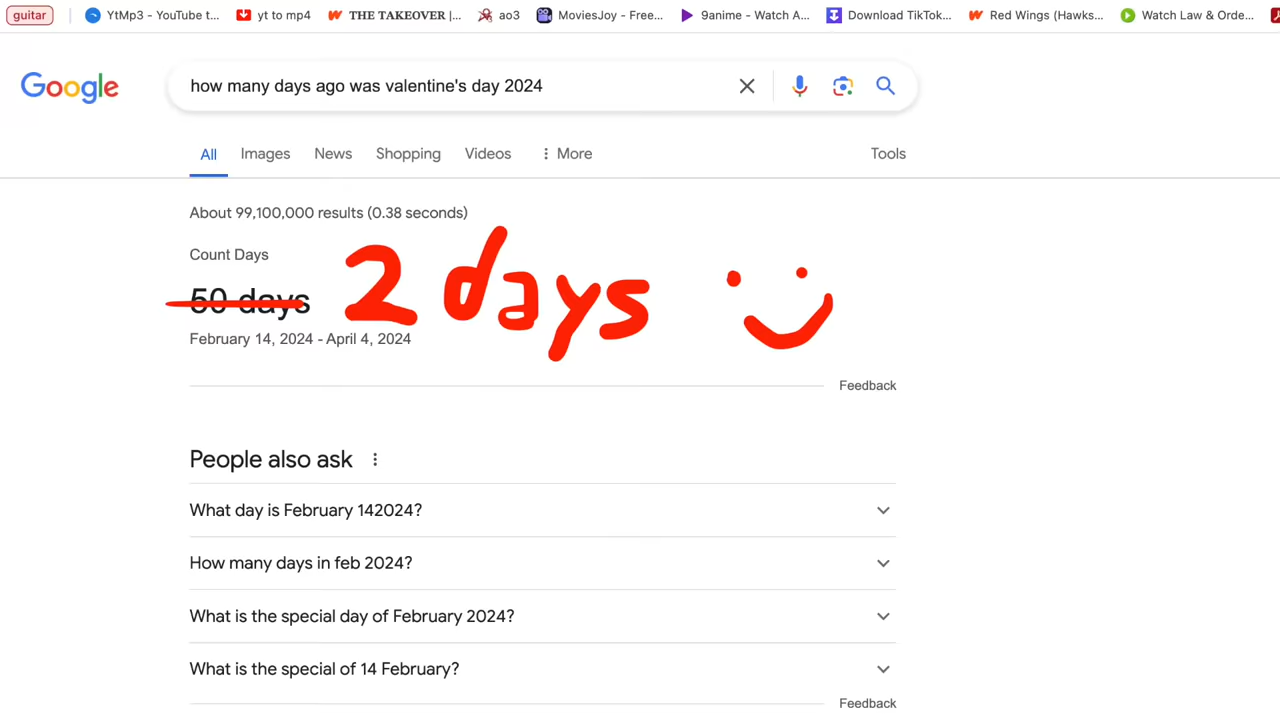 guitar YtMp3 - YouTube t... yt to mp4 THE TAKEOVER |... ao3 MoviesJoy - Free... 9anime - Watch A... Download TikTok... Red Wings (Hawks... Watch Law & Orde...
Google how many days ago was valentine's day 2024
All Images News Shopping Videos More Tools
About 99,100,000 results (0.38 seconds)
Count Days
50 days 2 days
February 14, 2024 - April 4, 2024
Feedback
People also ask
What day is February 142024?
How many days in feb 2024?
What is the special day of February 2024?
What is the special of 14 February?
Feedback